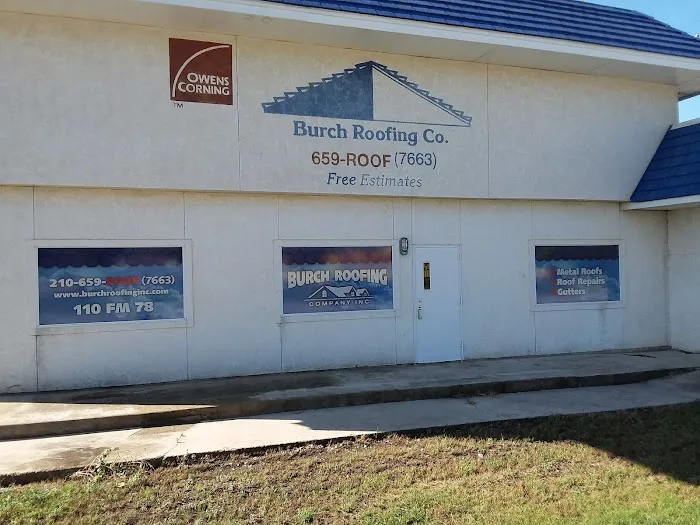 OWENS
CORNING
TM
Burch Roofing Co.
659-ROOF (7663)
Free Estimates
210-659-ROOF (7663)
www.burchroofinginc.com
110 FM 78
BURCH ROOFING
COMPANY INC
Metal Roofs
Roof Repairs
Gutters